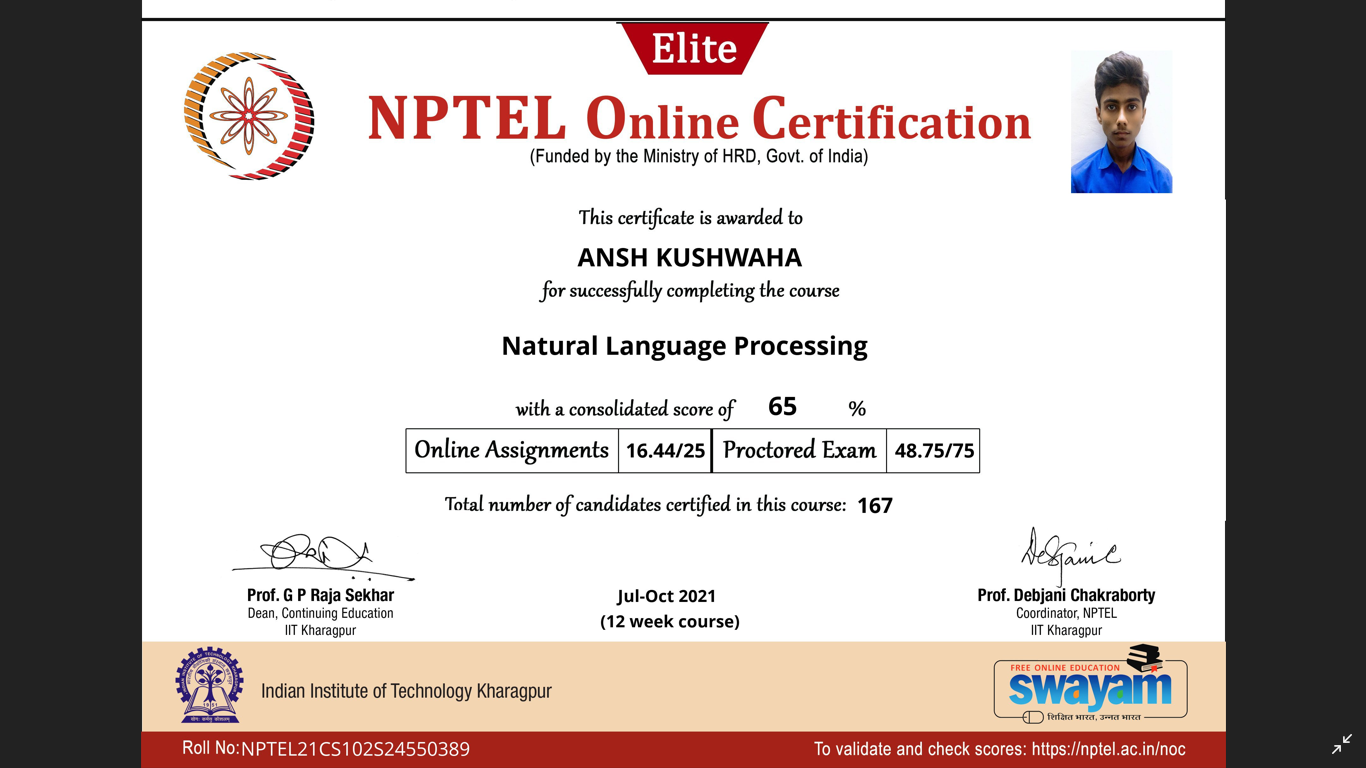 Elite
NPTEL Online Certification
(Funded by the Ministry of HRD, Govt. of India)
This certificate is awarded to
ANSH KUSHWAHA
for successfully completing the course
Natural Language Processing
with a consolidated score of 65 %
Online Assignments 16.44/25 Proctored Exam 48.75/75
Total number of candidates certified in this course: 167
Prof. G P Raja Sekhar
Dean, Continuing Education
IIT Kharagpur
Jul-Oct 2021
(12 week course)
Prof. Debjani Chakraborty
Coordinator, NPTEL
IIT Kharagpur
Indian Institute of Technology Kharagpur
FREE ONLINE EDUCATION
swayam
शिक्षित भारत, उन्नत भारत
Roll No:NPTEL21CS102S24550389
To validate and check scores: https://nptel.ac.in/noc